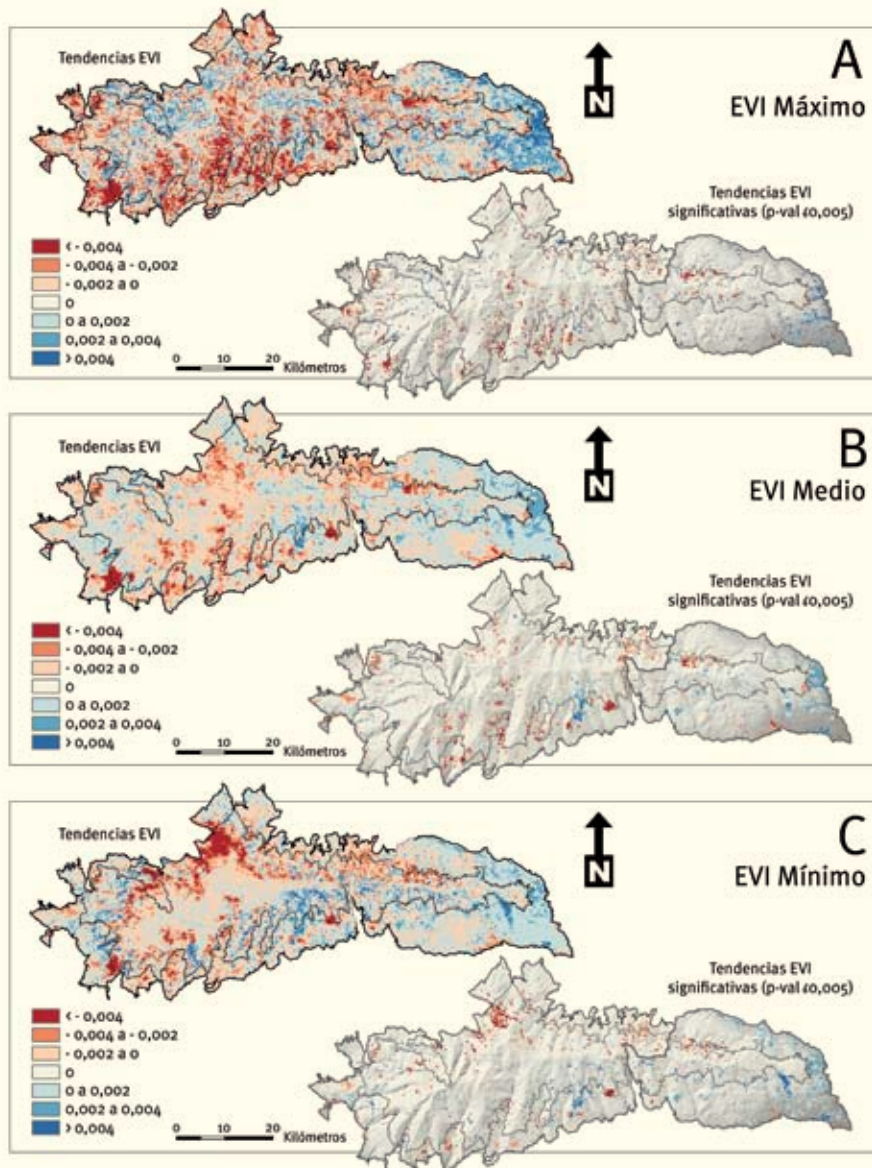 Tendencias EVI
A
EVI Máximo
N
Tendencias EVI
significativas (p-val ≤0,005)
< - 0,004
- 0,004 a - 0,002
- 0,002 a 0
0
0 a 0,002
0,002 a 0,004
> 0,004
0 10 20
Kilómetros
Tendencias EVI
B
EVI Medio
N
Tendencias EVI
significativas (p-val ≤0,005)
< - 0,004
- 0,004 a - 0,002
- 0,002 a 0
0
0 a 0,002
0,002 a 0,004
> 0,004
0 10 20
Kilómetros
Tendencias EVI
C
EVI Mínimo
N
Tendencias EVI
significativas (p-val ≤0,005)
< - 0,004
- 0,004 a - 0,002
- 0,002 a 0
0
0 a 0,002
0,002 a 0,004
> 0,004
0 10 20
Kilómetros